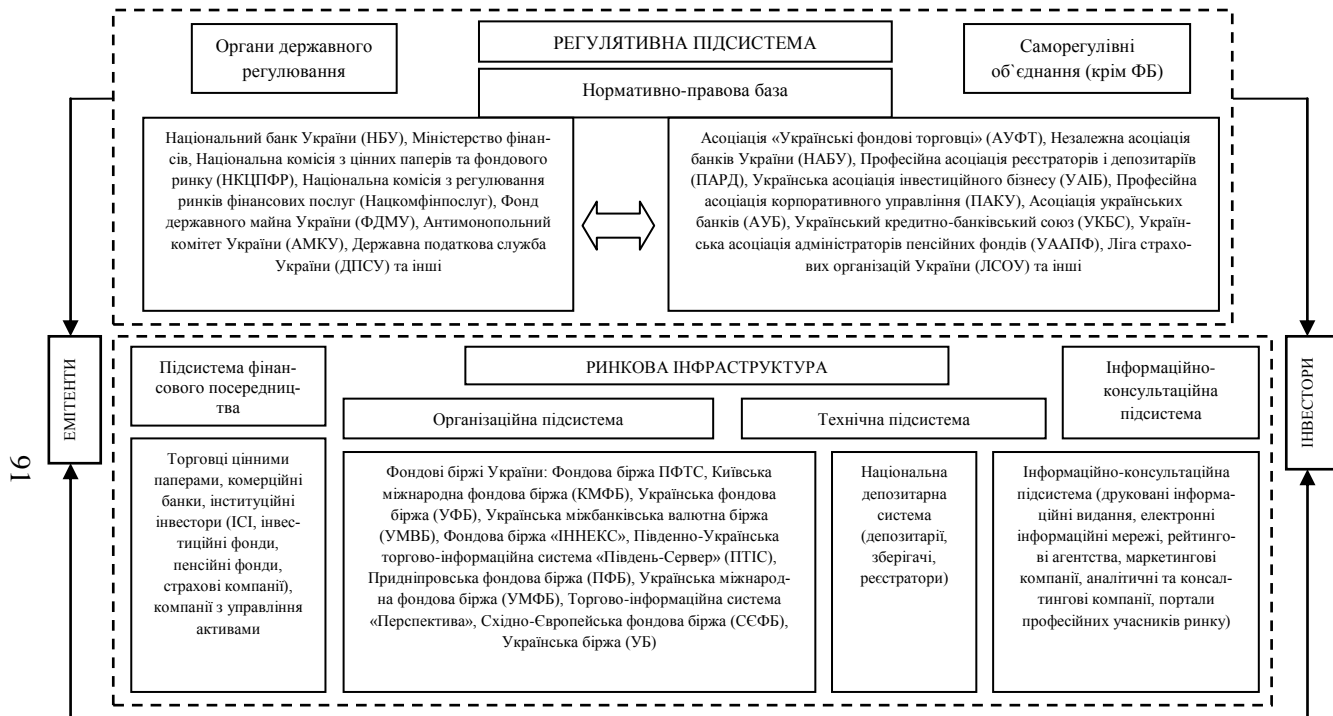 Органи державного
регулювання
РЕГУЛЯТИВНА ПІДСИСТЕМА
Саморегулівні
об`єднання (крім ФБ)
Нормативно-правова база
Національний банк України (НБУ), Міністерство фінан-
сів, Національна комісія з цінних паперів та фондового
ринку (НКЦПФР), Національна комісія з регулювання
ринків фінансових послуг (Нацкомфінпослуг), Фонд
державного майна України (ФДМУ), Антимонопольний
комітет України (АМКУ), Державна податкова служба
України (ДПСУ) та інші
Асоціація «Українські фондові торговці» (АУФТ), Незалежна асоціація
банків України (НАБУ), Професійна асоціація реєстраторів і депозитаріїв
(ПАРД), Українська асоціація інвестиційного бізнесу (УАІБ), Професійна
асоціація корпоративного управління (ПАКУ), Асоціація українських
банків (АУБ), Український кредитно-банківський союз (УКБС), Україн-
ська асоціація адміністраторів пенсійних фондів (УААПФ), Ліга страхо-
вих організацій України (ЛСОУ) та інші
ЕМІТЕНТИ
ІНВЕСТОРИ
Підсистема фінан-
сового посередниц-
тва
РИНКОВА ІНФРАСТРУКТУРА
Інформаційно-
консультаційна
підсистема
Організаційна підсистема
Технічна підсистема
Торговці цінними
паперами, комерційні
банки, інституційні
інвестори (ІСІ, інвес-
тиційні фонди,
пенсійні фонди,
страхові компанії),
компанії з управління
активами
Фондові біржі України: Фондова біржа ПФТС, Київська
міжнародна фондова біржа (КМФБ), Українська фондова
біржа (УФБ), Українська міжбанківська валютна біржа
(УМВБ), Фондова біржа «ІННЕКС», Південно-Українська
торгово-інформаційна система «Південь-Сервер» (ПТІС),
Придніпровська фондова біржа (ПФБ), Українська міжнарод-
на фондова біржа (УМФБ), Торгово-інформаційна система
«Перспектива», Східно-Європейська фондова біржа (СЄФБ),
Українська біржа (УБ)
Національна
депозитарна
система
(депозитарії,
зберігачі,
реєстратори)
Інформаційно-консультаційна
підсистема (друковані інформа-
ційні видання, електронні
інформаційні мережі, рейтинго-
ві агентства, маркетингові
компанії, аналітичні та консал-
тингові компанії, портали
професійних учасників ринку)
91